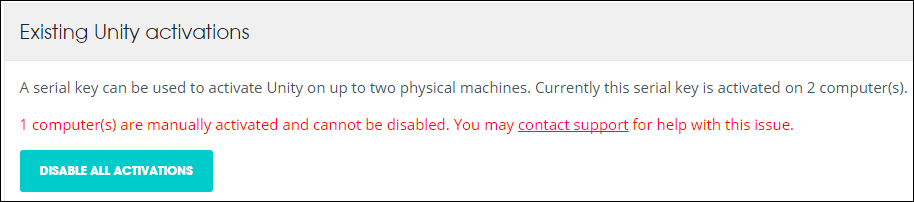 Existing Unity activations
A serial key can be used to activate Unity on up to two physical machines. Currently this serial key is activated on 2 computer(s).
1 computer(s) are manually activated and cannot be disabled. You may contact support for help with this issue.
DISABLE ALL ACTIVATIONS